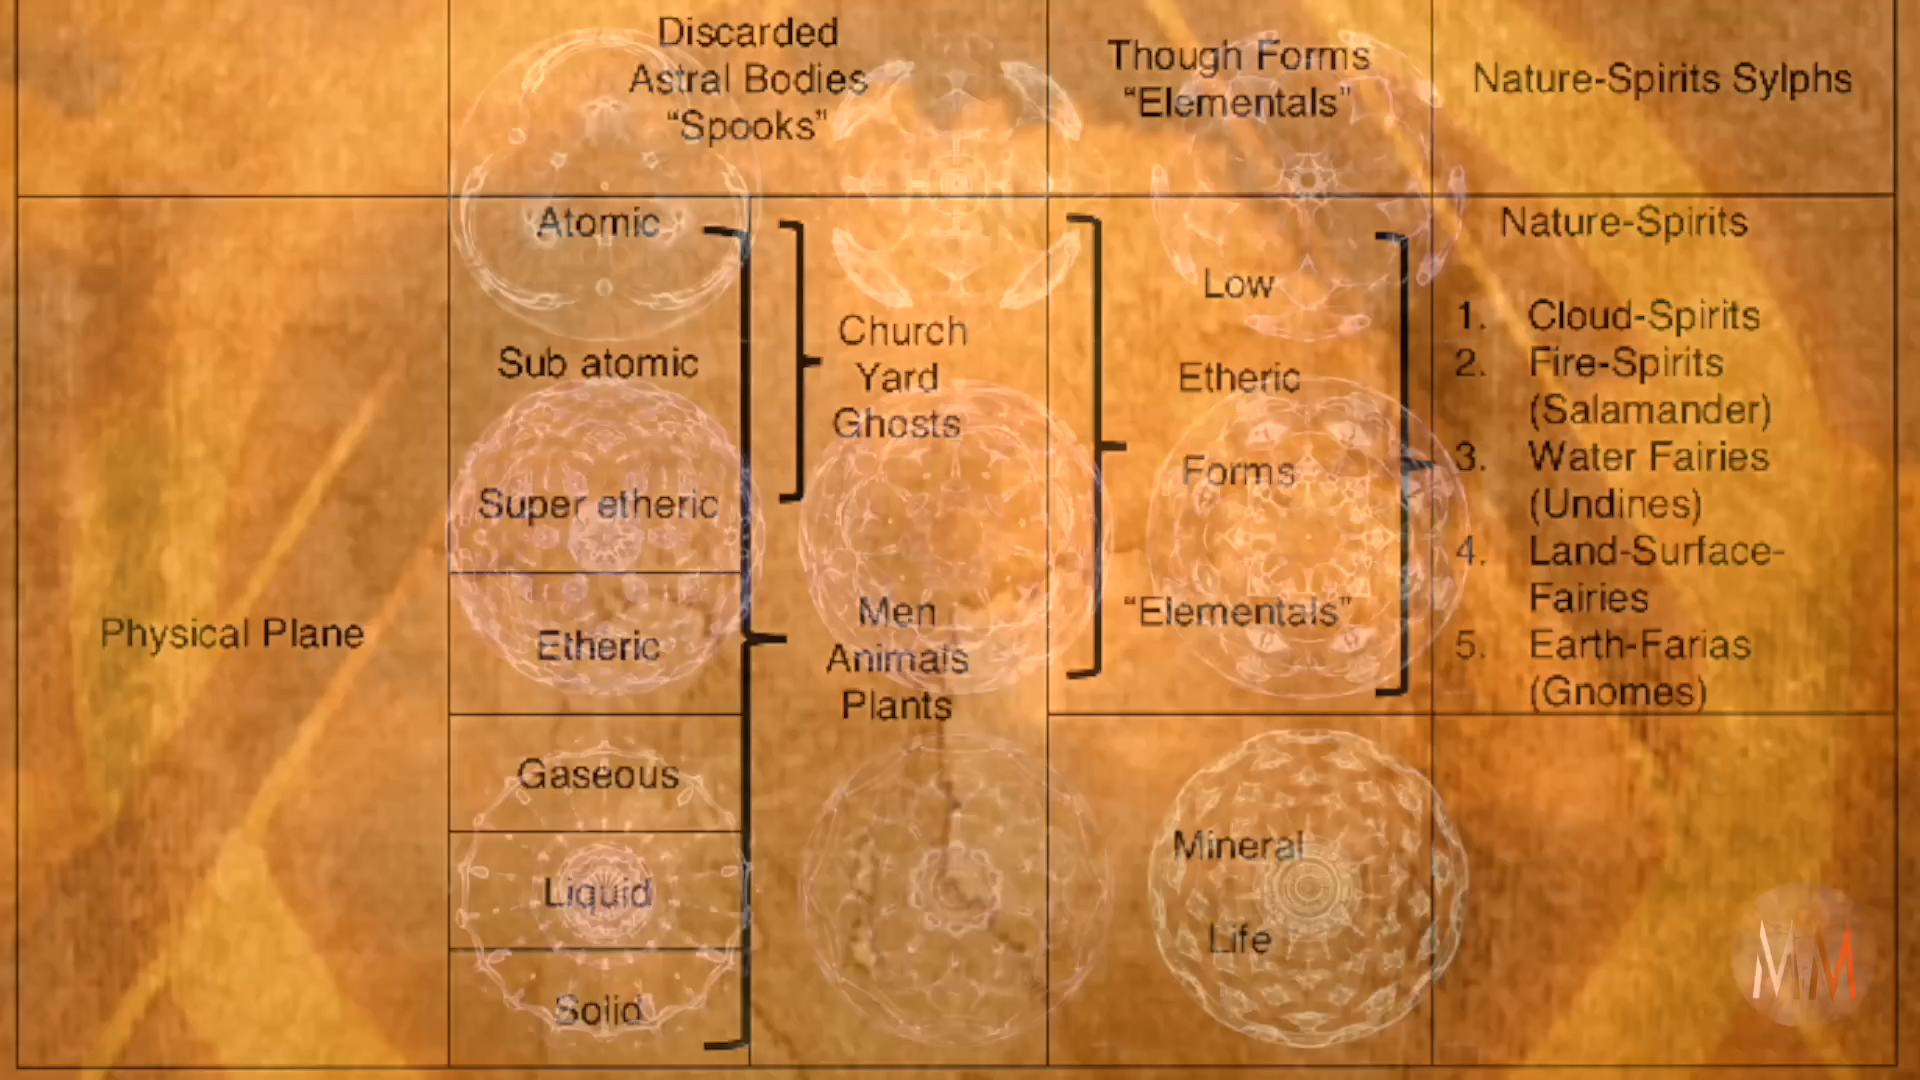 Discarded
Astral Bodies
“Spooks”
Though Forms
“Elementals”
Nature-Spirits Sylphs
Physical Plane
Atomic
Sub atomic
Super etheric
Etheric
Gaseous
Liquid
Solid
Church
Yard
Ghosts
Men
Animals
Plants
Low
Etheric
Forms
“Elementals”
Mineral
Life
Nature-Spirits
1. Cloud-Spirits
2. Fire-Spirits
(Salamander)
3. Water Fairies
(Undines)
4. Land-Surface-
Fairies
5. Earth-Farias
(Gnomes)
MM